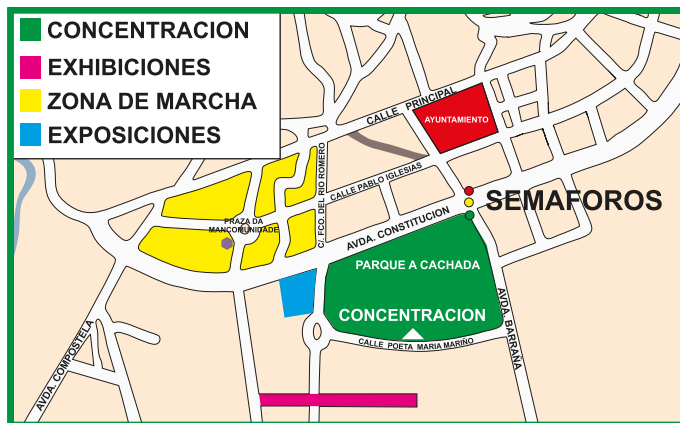 CONCENTRACION
EXHIBICIONES
ZONA DE MARCHA
EXPOSICIONES
CALLE PRINCIPAL
AYUNTAMIENTO
C/. FCO. DEL RIO ROMERO
CALLE PABLO IGLESIAS
SEMAFOROS
PRAZA DA
MANCOMUNIDADE
AVDA. CONSTITUCION
PARQUE A CACHADA
CONCENTRACION
CALLE POETA MARIA MARIÑO
AVDA. BARRAÑA
AVDA. COMPOSTELA